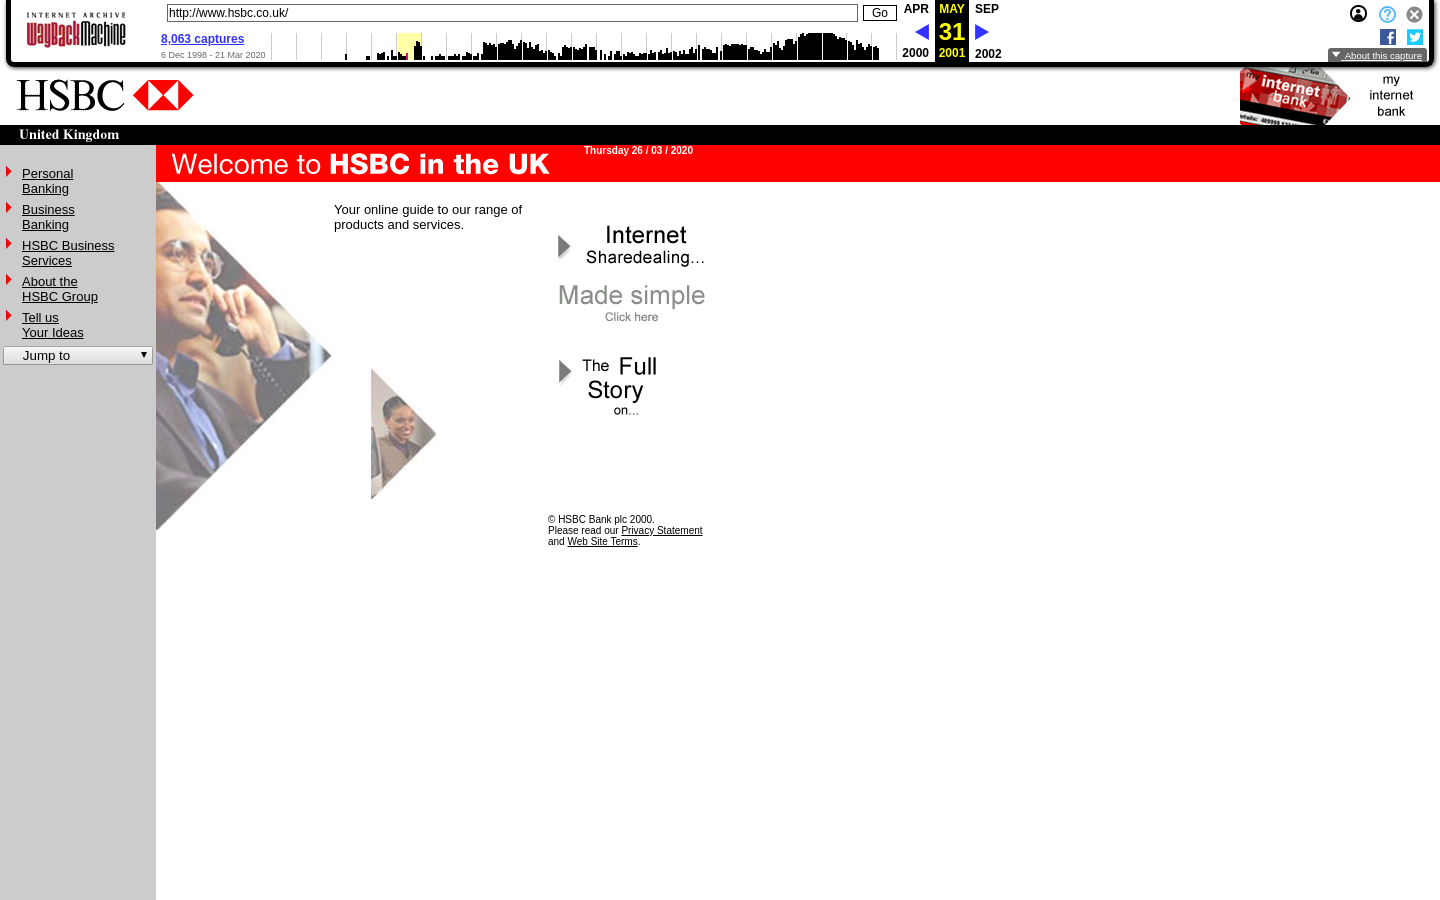 INTERNET ARCHIVE
WayBackMachine
http://www.hsbc.co.uk/
Go
APR
MAY
SEP
8,063 captures
31
6 Dec 1998 - 21 Mar 2020
2000
2001
2002
About this capture
HSBC
internet
bank
my
internet
bank
United Kingdom
Welcome to HSBC in the UK
Thursday 26 / 03 / 2020
Personal
Banking
Business
Banking
HSBC Business
Services
About the
HSBC Group
Tell us
Your Ideas
Jump to
Your online guide to our range of
products and services.
Internet
Sharedealing...
Made simple
Click here
The Full
Story
on...
© HSBC Bank plc 2000.
Please read our Privacy Statement
and Web Site Terms.